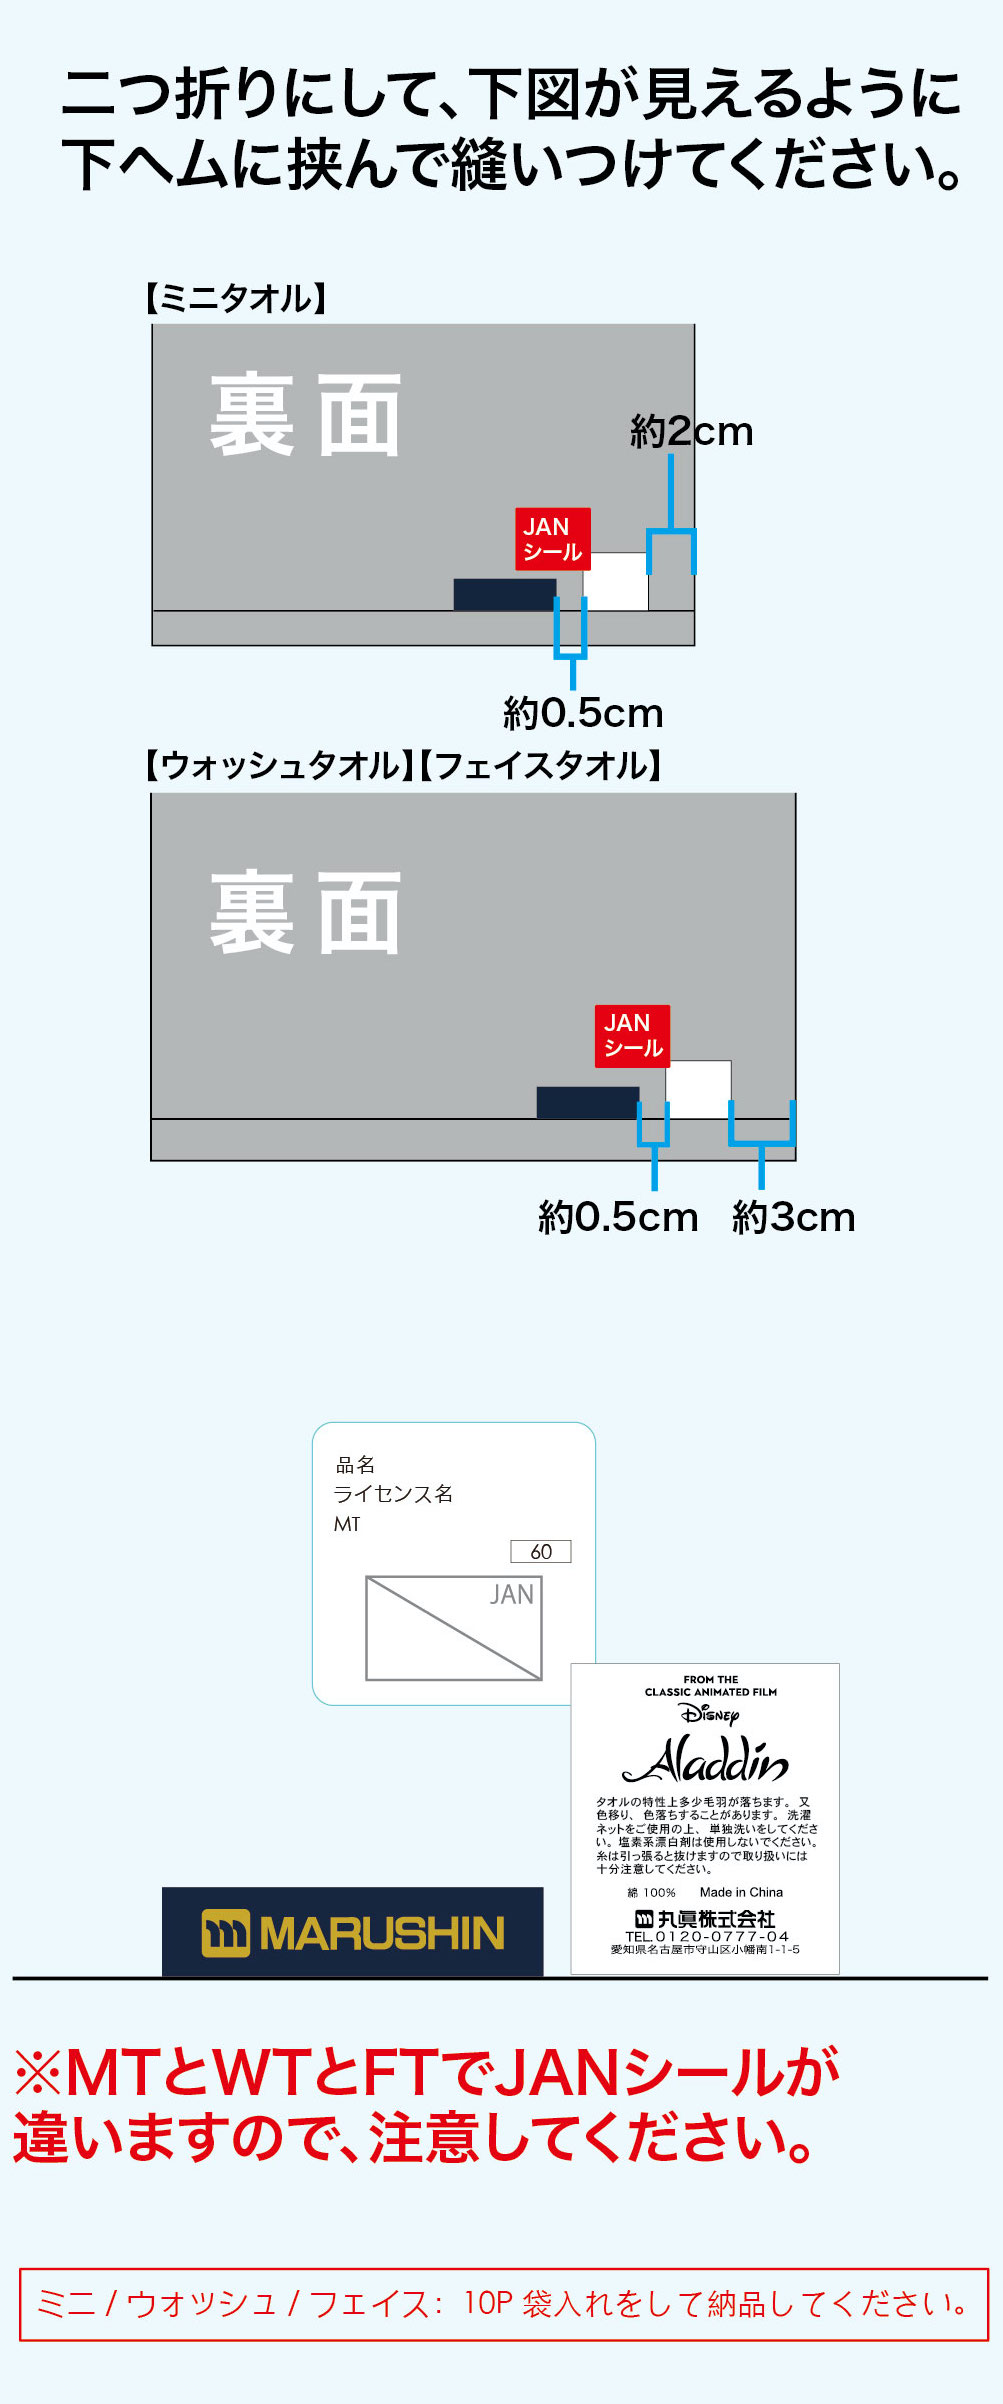 二つ折りにして、下図が見えるように
下ヘムに挟んで縫いつけてください。
【ミニタオル】
裏面
約2cm
JAN
シール
約0.5cm
【ウォッシュタオル】【フェイスタオル】
裏面
JAN
シール
約0.5cm 約3cm
品名
ライセンス名
MT
60
JAN
FROM THE
CLASSIC ANIMATED FILM
Disney
Aladdin
タオルの特性上多少毛羽が落ちます。又
色移り、色落ちすることがあります。洗濯
ネットをご使用の上、単独洗いをしてくださ
い。塩素系漂白剤は使用しないでください。
糸は引っ張ると抜けますので取り扱いには
十分注意してください。
綿 100% Made in China
丸眞株式会社
TEL.0120-0777-04
愛知県名古屋市守山区小幡南1-1-5
MARUSHIN
※MTとWTとFTでJANシールが
違いますので、注意してください。
ミニ / ウォッシュ / フェイス: 10P 袋入れをして納品してください。